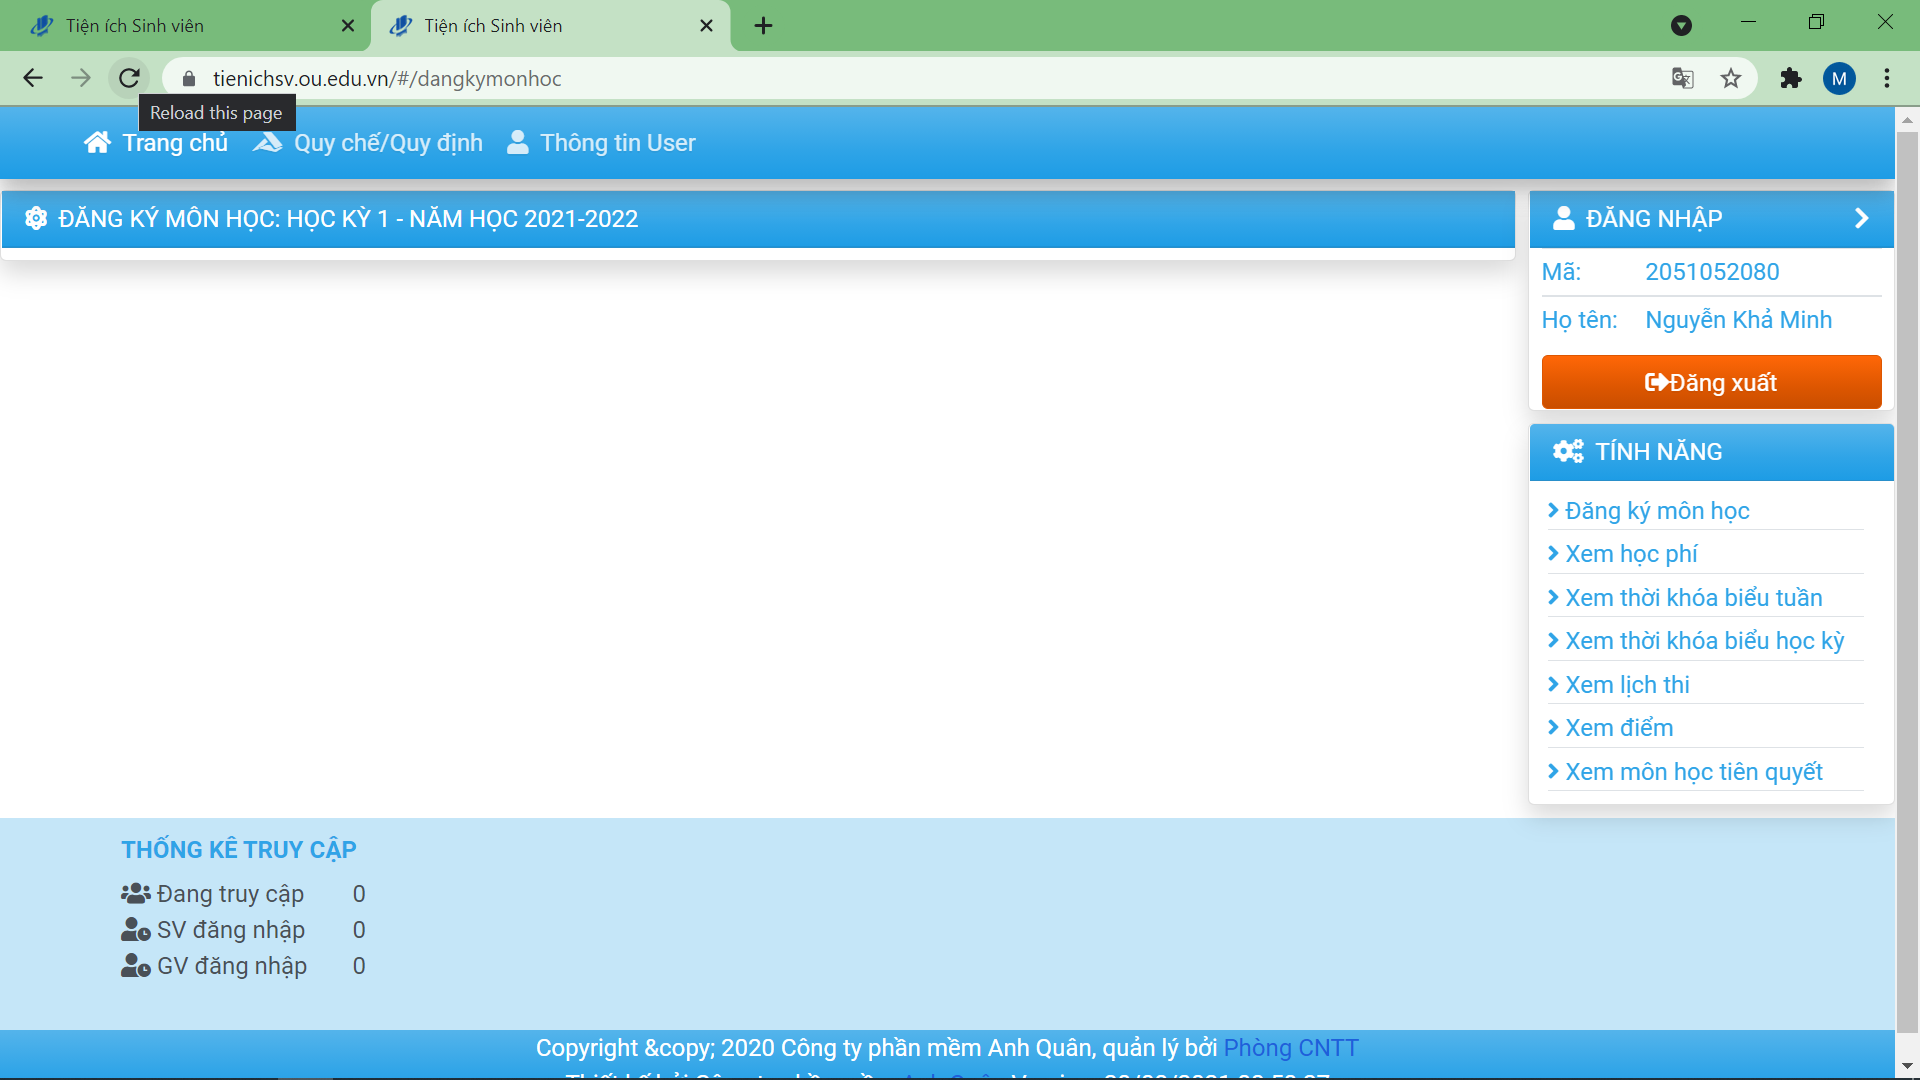 Tiện ích Sinh viên
Tiện ích Sinh viên
tienichsv.ou.edu.vn/#/dangkymonhoc
M
Reload this page
Trang chủ
Quy chế/Quy định
Thông tin User
ĐĂNG KÝ MÔN HỌC: HỌC KỲ 1 - NĂM HỌC 2021-2022
ĐĂNG NHẬP
Mã: 2051052080
Họ tên: Nguyễn Khả Minh
Đăng xuất
TÍNH NĂNG
Đăng ký môn học
Xem học phí
Xem thời khóa biểu tuần
Xem thời khóa biểu học kỳ
Xem lịch thi
Xem điểm
Xem môn học tiên quyết
THỐNG KÊ TRUY CẬP
Đang truy cập 0
SV đăng nhập 0
GV đăng nhập 0
Copyright &copy; 2020 Công ty phần mềm Anh Quân, quản lý bởi Phòng CNTT